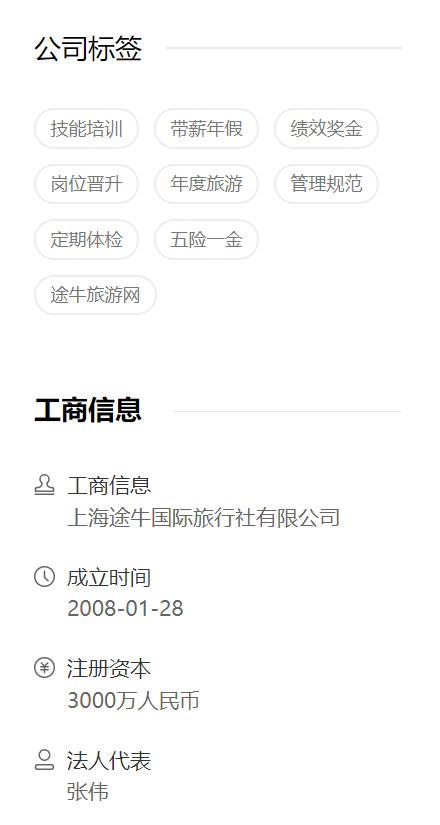 公司标签
技能培训 带薪年假 绩效奖金
岗位晋升 年度旅游 管理规范
定期体检 五险一金
途牛旅游网
工商信息
工商信息
上海途牛国际旅行社有限公司
成立时间
2008-01-28
注册资本
3000万人民币
法人代表
张伟